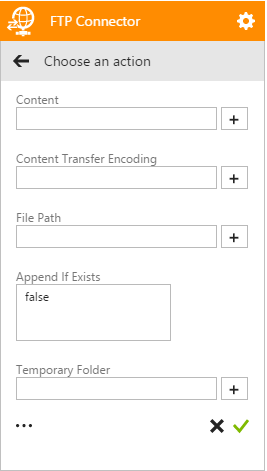 FTP Connector
Choose an action
Content
+
Content Transfer Encoding
+
File Path
+
Append If Exists
false
Temporary Folder
+
...